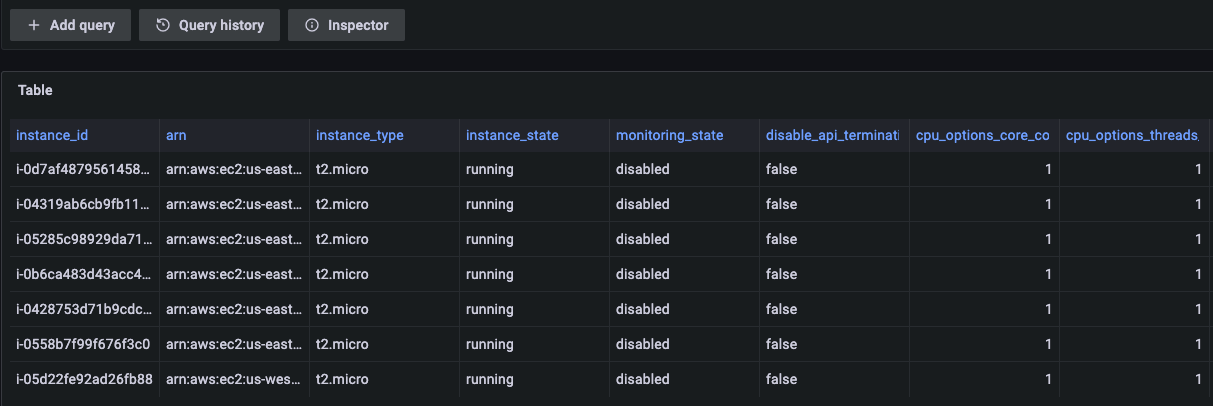 + Add query Query history Inspector
Table
instance_id arn instance_type instance_state monitoring_state disable_api_terminati cpu_options_core_co cpu_options_threads_
i-0d7af4879561458... arn:aws:ec2:us-east... t2.micro running disabled false 1 1
i-04319ab6cb9fb11... arn:aws:ec2:us-east... t2.micro running disabled false 1 1
i-05285c98929da71... arn:aws:ec2:us-east... t2.micro running disabled false 1 1
i-0b6ca483d43acc4... arn:aws:ec2:us-east... t2.micro running disabled false 1 1
i-0428753d71b9cdc... arn:aws:ec2:us-east... t2.micro running disabled false 1 1
i-0558b7f99f676f3c0 arn:aws:ec2:us-east... t2.micro running disabled false 1 1
i-05d22fe92ad26fb88 arn:aws:ec2:us-wes... t2.micro running disabled false 1 1